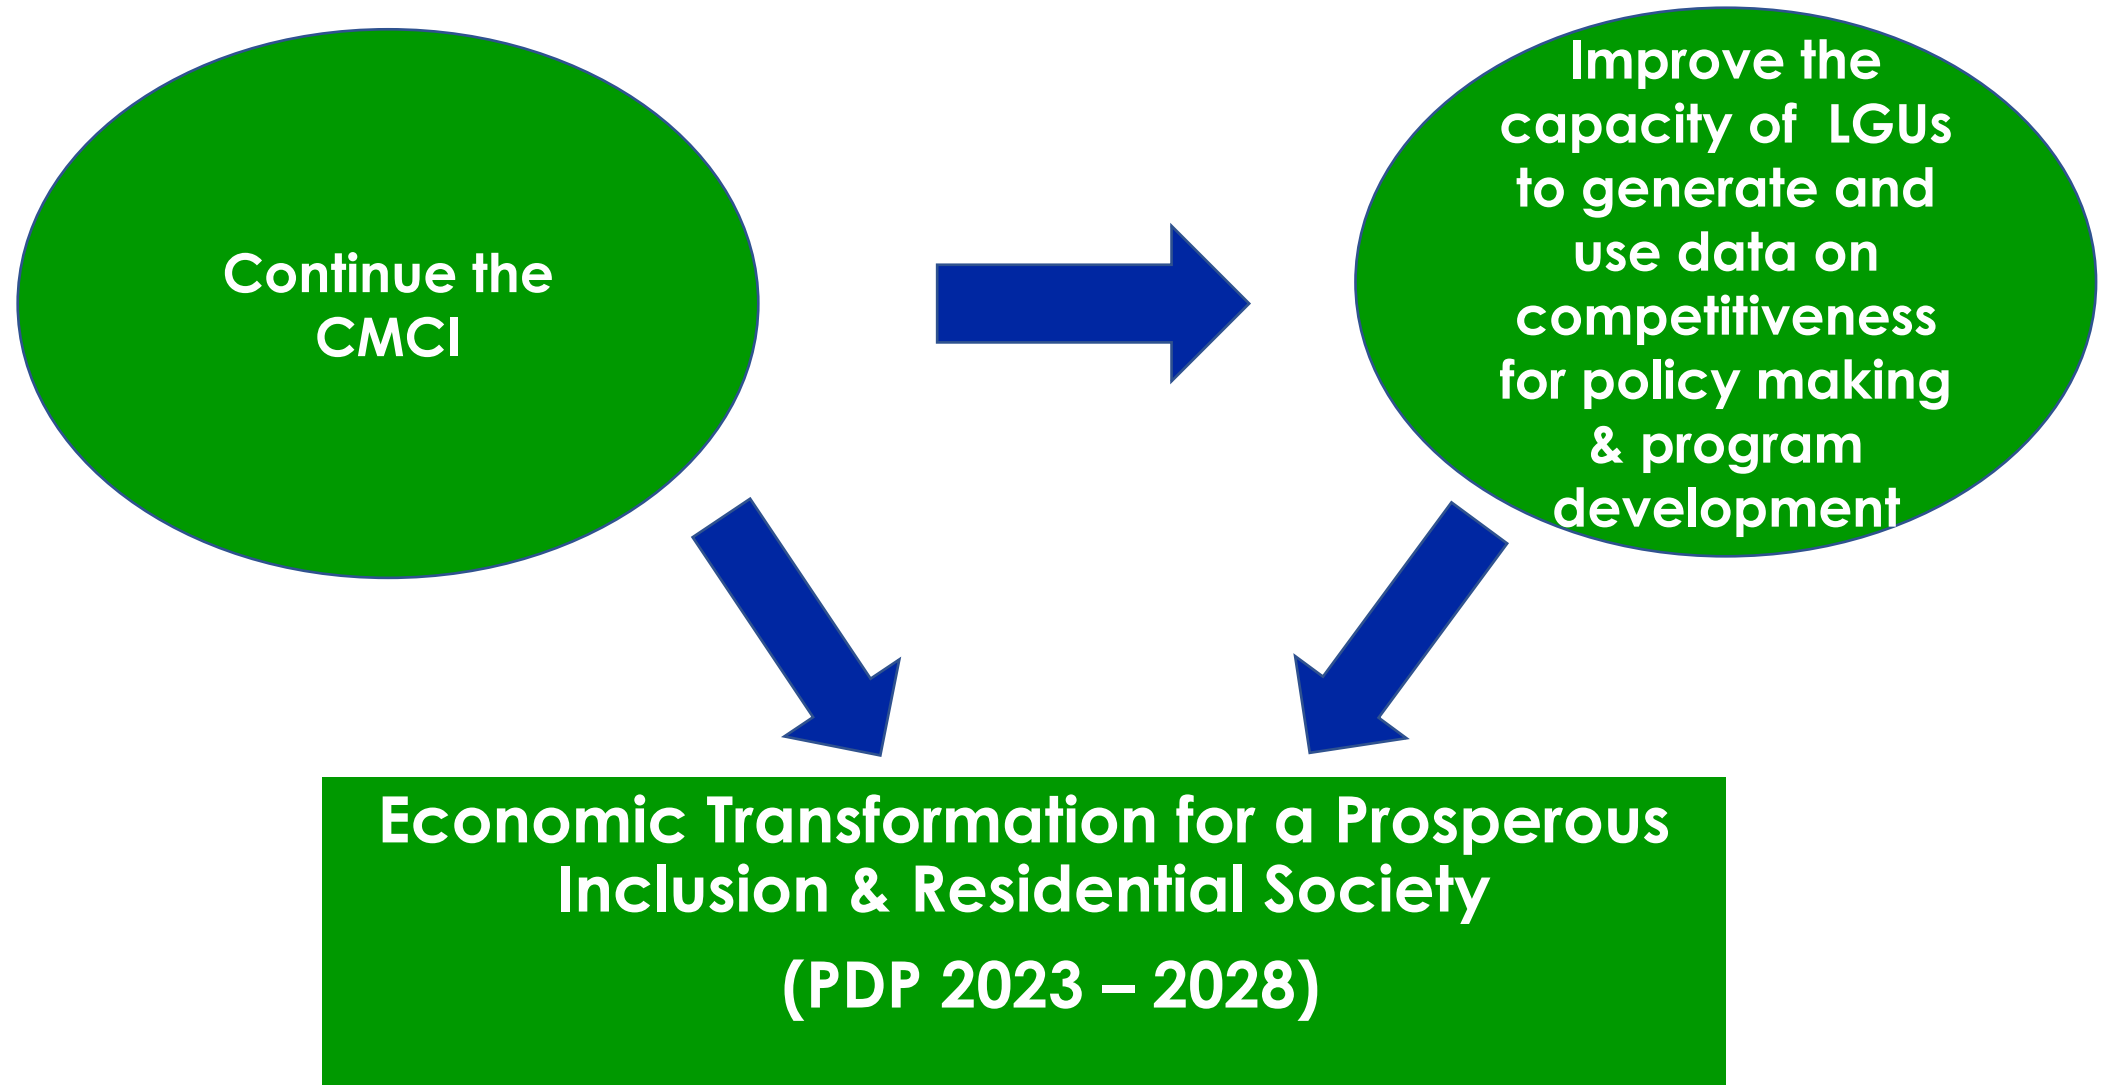 Continue the
CMCI
Improve the
capacity of LGUs
to generate and
use data on
competitiveness
for policy making
& program
development
Economic Transformation for a Prosperous
Inclusion & Residential Society
(PDP 2023 – 2028)